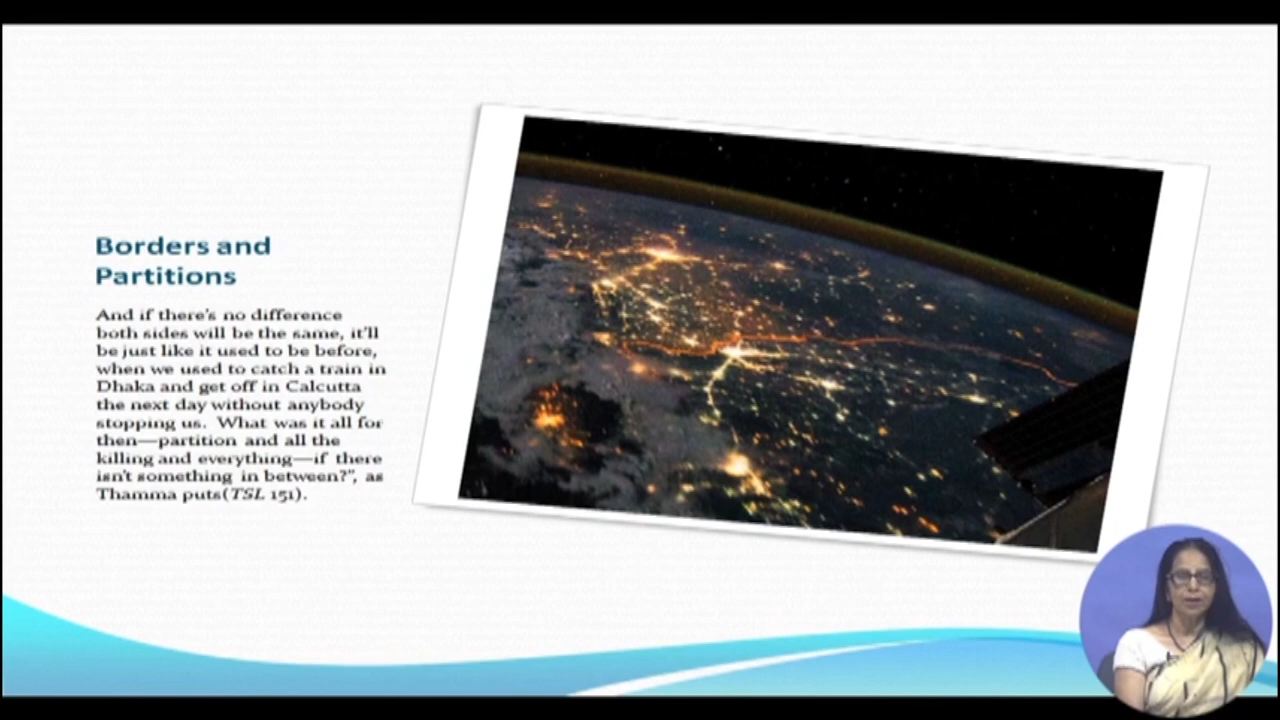 Borders and
Partitions
And if there's no difference
both sides will be the same, it'll
be just like it used to be before,
when we used to catch a train in
Dhaka and get off in Calcutta
the next day without anybody
stopping us. What was it all for
then—partition and all the
killing and everything—if there
isn't something in between?", as
Thamma puts(TSL 151).